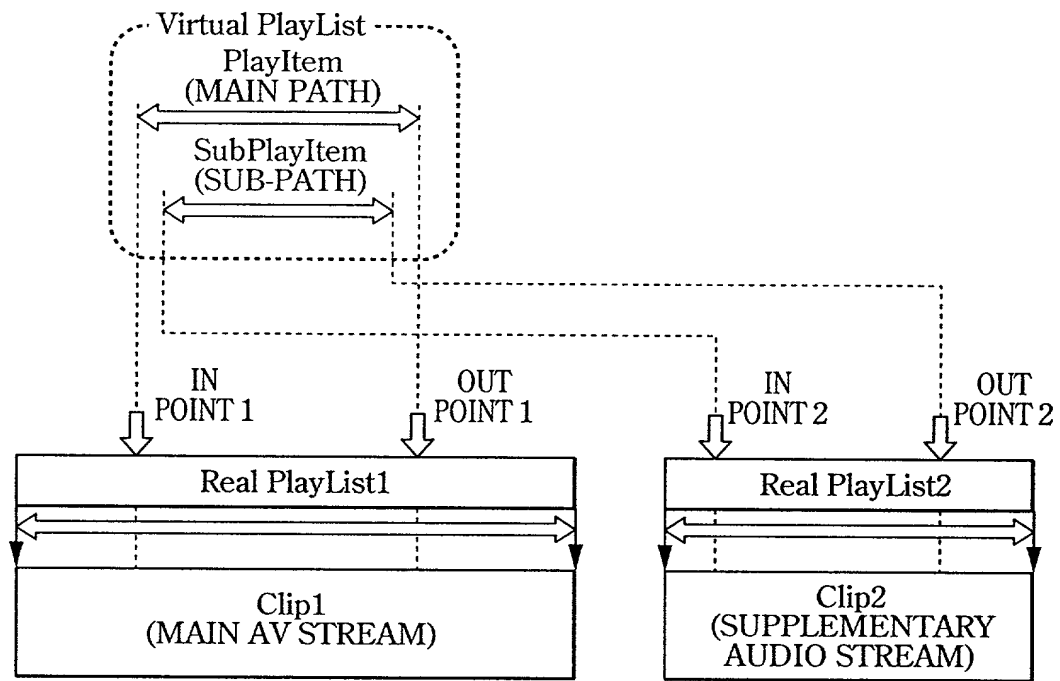 Virtual PlayList
PlayItem
(MAIN PATH)
SubPlayItem
(SUB-PATH)
IN
POINT 1
OUT
POINT 1
IN
POINT 2
OUT
POINT 2
Real PlayList1
Real PlayList2
Clip1
(MAIN AV STREAM)
Clip2
(SUPPLEMENTARY
AUDIO STREAM)